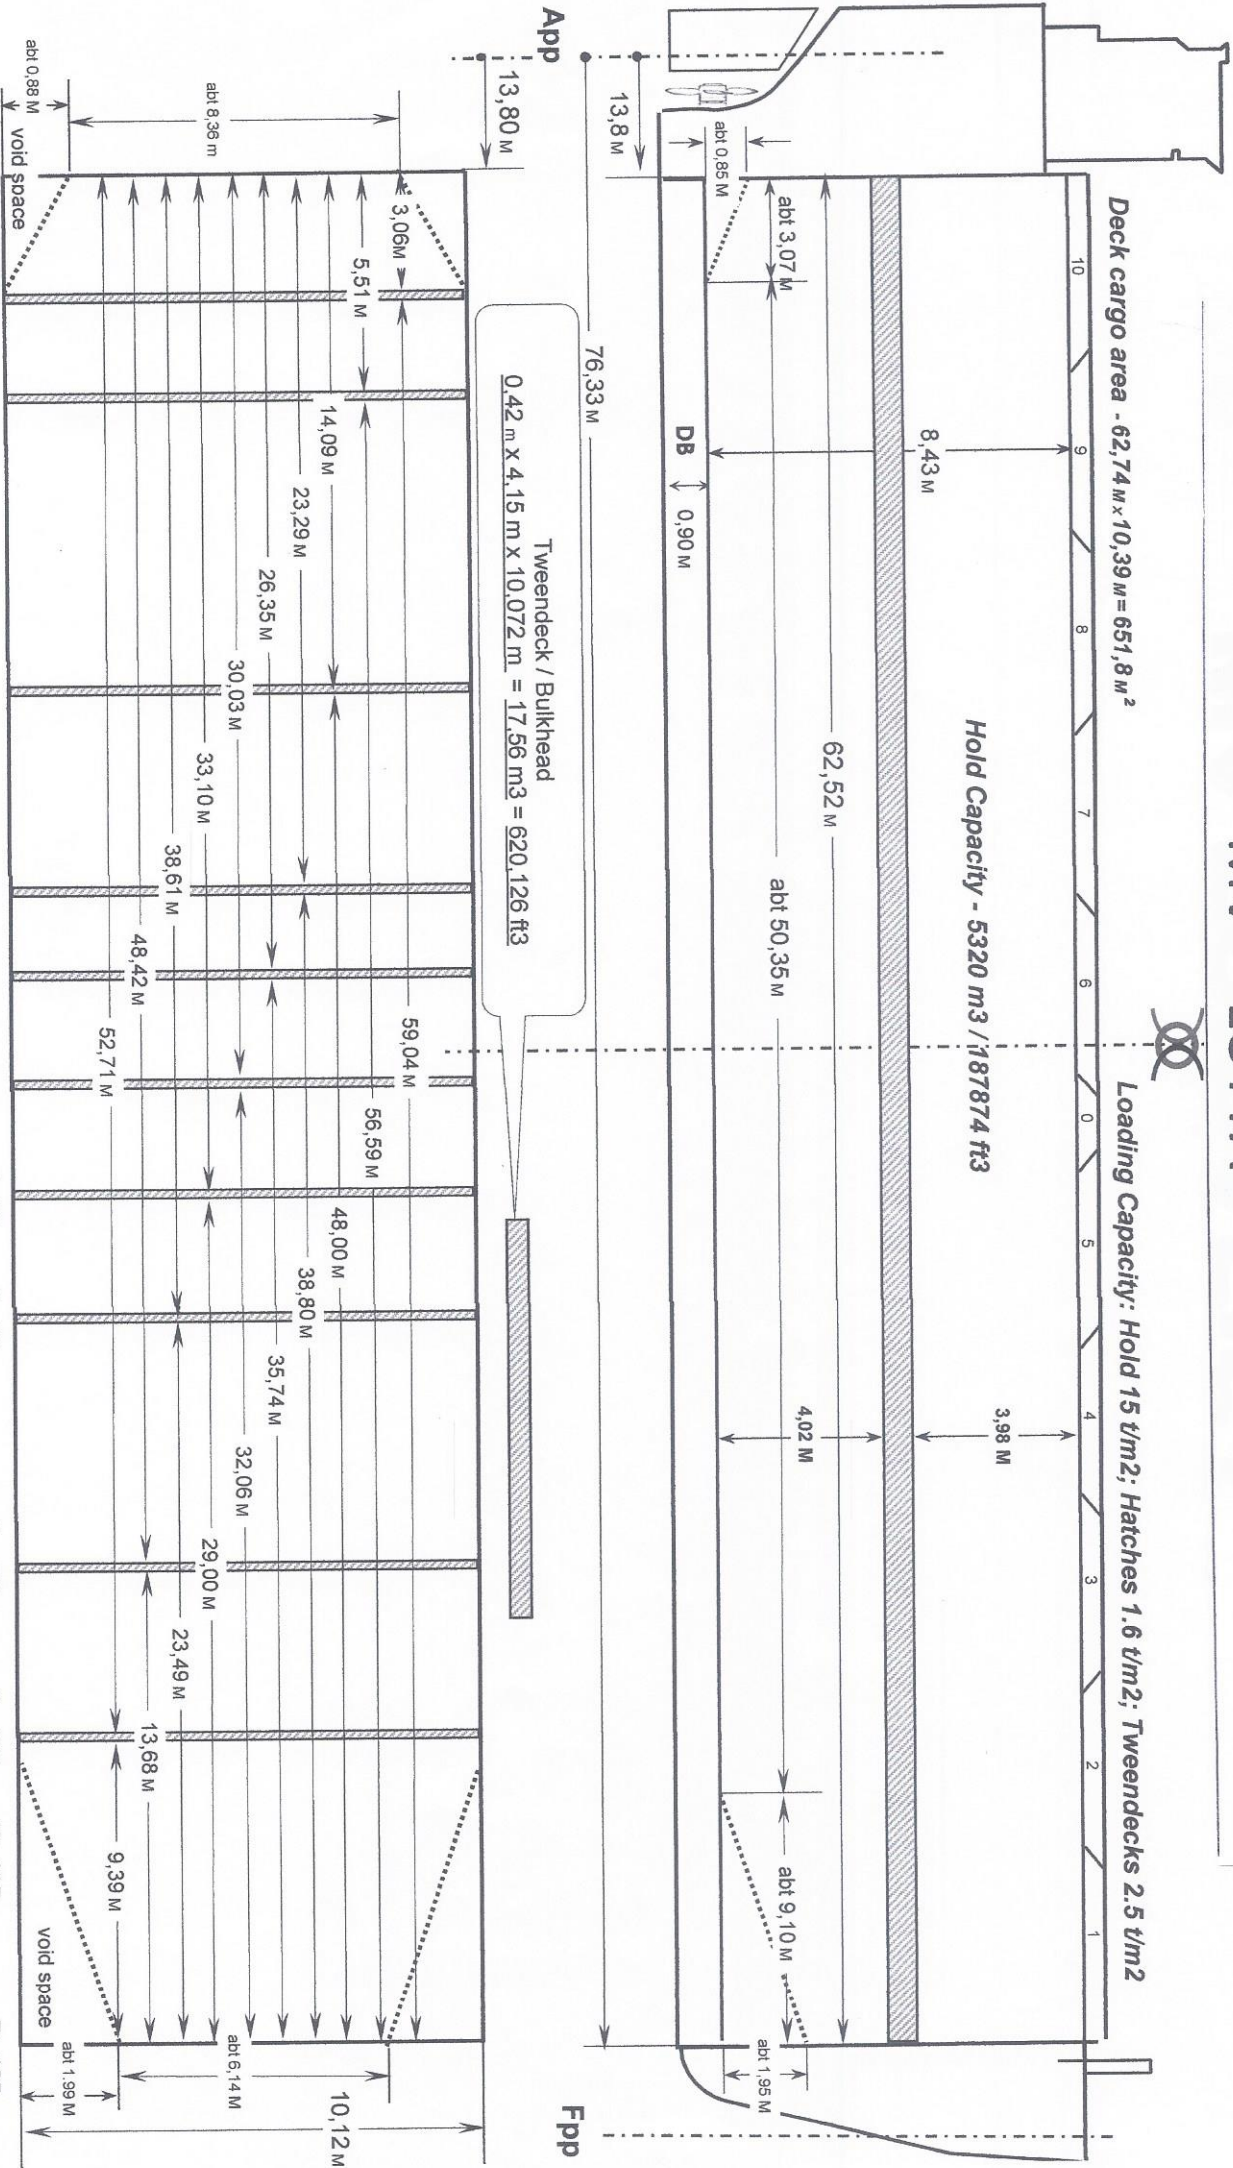 Deck cargo area - 62,74 M x 10,39 M = 651,8 M²
Loading Capacity: Hold 15 t/m2; Hatches 1.6 t/m2; Tweendecks 2.5 t/m2
10 9 8 7 6 0 5 4 3 2 1
Hold Capacity - 5320 m3 / 187874 ft3
8,43 M
3,98 M
62,52 M
4,02 M
abt 3,07 M
abt 50,35 M
abt 9,10 M
abt 0,85 M
abt 1,95 M
DB
0,90 M
13,8 M
76,33 M
App
Fpp
13,80 M
Tweendeck / Bulkhead
0,42 m x 4,15 m x 10,072 m = 17,56 m3 = 620,126 ft3
3,06 M
59,04 M
5,51 M
56,59 M
14,09 M
48,00 M
23,29 M
38,80 M
26,35 M
35,74 M
30,03 M
32,06 M
33,10 M
29,00 M
38,61 M
23,49 M
48,42 M
13,68 M
52,71 M
9,39 M
abt 8,36 m
abt 0,88 M
void space
void space
abt 6,14 M
abt 1.99 M
10,12 M